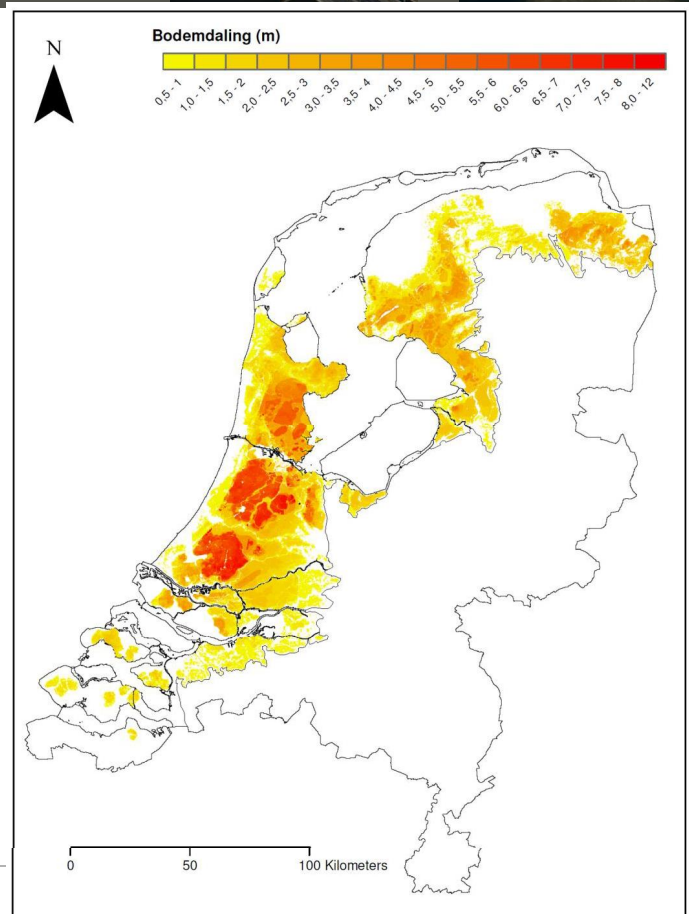 Bodemdaling (m)
N
0,5 - 1
1,0 - 1,5
1,5 - 2
2,0 - 2,5
2,5 - 3
3,0 - 3,5
3,5 - 4
4,0 - 4,5
4,5 - 5
5,0 - 5,5
5,5 - 6
6,0 - 6,5
6,5 - 7
7,0 - 7,5
7,5 - 8
8,0 - 12
0 50 100 Kilometers